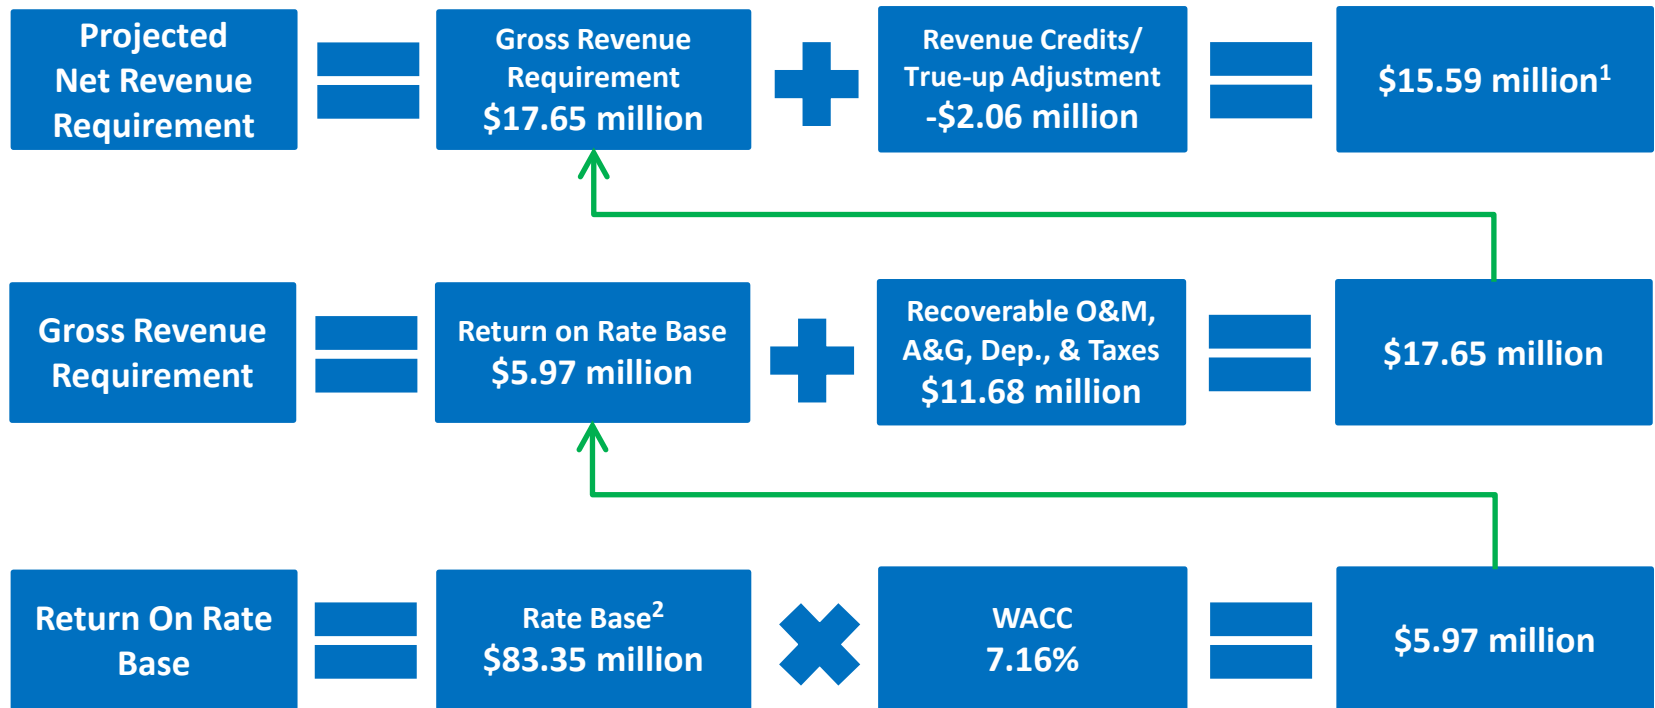 Projected
Net Revenue
Requirement
Gross Revenue
Requirement
$17.65 million
Revenue Credits/
True-up Adjustment
-$2.06 million
$15.59 million¹
Gross Revenue
Requirement
Return on Rate Base
$5.97 million
Recoverable O&M,
A&G, Dep., & Taxes
$11.68 million
$17.65 million
Return On Rate
Base
Rate Base²
$83.35 million
WACC
7.16%
$5.97 million